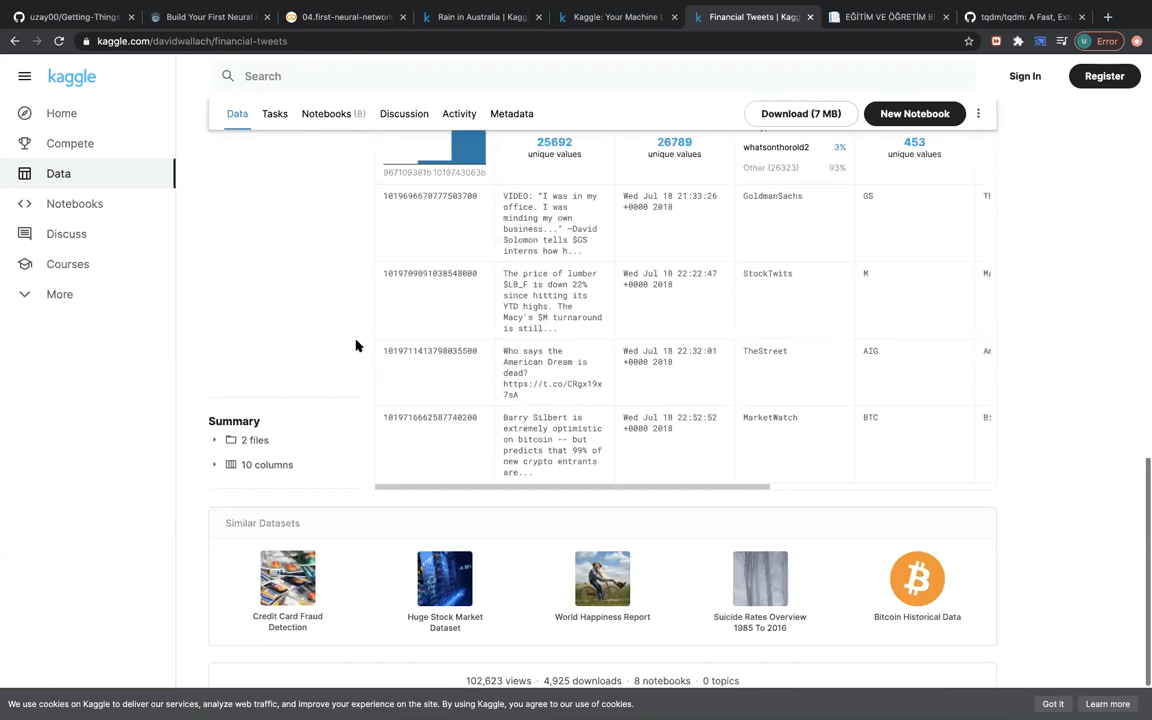 uzay00/Getting-Things
Build Your First Neural
04.first-neural-network
Rain in Australia | Kaggl
Kaggle: Your Machine L
Financial Tweets | Kagg
EĞİTİM VE ÖĞRETİM B
tqdm/tqdm: A Fast, Ext
kaggle.com/davidwallach/financial-tweets
u Error
kaggle
Search
Sign In
Register
Home
Compete
Data
Notebooks
Discuss
Courses
More
Data Tasks Notebooks (8) Discussion Activity Metadata
Download (7 MB)
New Notebook
967109381b 1019743063b
25692
unique values
26789
unique values
whatsonthorold2 3%
Other (26323) 93%
453
unique values
1019696670777503700
VIDEO: "I was in my
office. I was
minding my own
business..." —David
Solomon tells $GS
interns how h...
Wed Jul 18 21:33:26
+0000 2018
GoldmanSachs
GS
1019709091038548000
The price of lumber
$LB_F is down 22%
since hitting its
YTD highs. The
Macy's $M turnaround
is still...
Wed Jul 18 22:22:47
+0000 2018
StockTwits
M
1019711413798035500
Who says the
American Dream is
dead?
https://t.co/CRgx19x
7sA
Wed Jul 18 22:32:01
+0000 2018
TheStreet
AIG
1019716662587740200
Barry Silbert is
extremely optimistic
on bitcoin -- but
predicts that 99% of
new crypto entrants
are...
Wed Jul 18 22:52:52
+0000 2018
MarketWatch
BTC
Summary
2 files
10 columns
Similar Datasets
Credit Card Fraud
Detection
Huge Stock Market
Dataset
World Happiness Report
Suicide Rates Overview
1985 To 2016
Bitcoin Historical Data
102,623 views · 4,925 downloads · 8 notebooks · 0 topics
We use cookies on Kaggle to deliver our services, analyze web traffic, and improve your experience on the site. By using Kaggle, you agree to our use of cookies.
Got it
Learn more